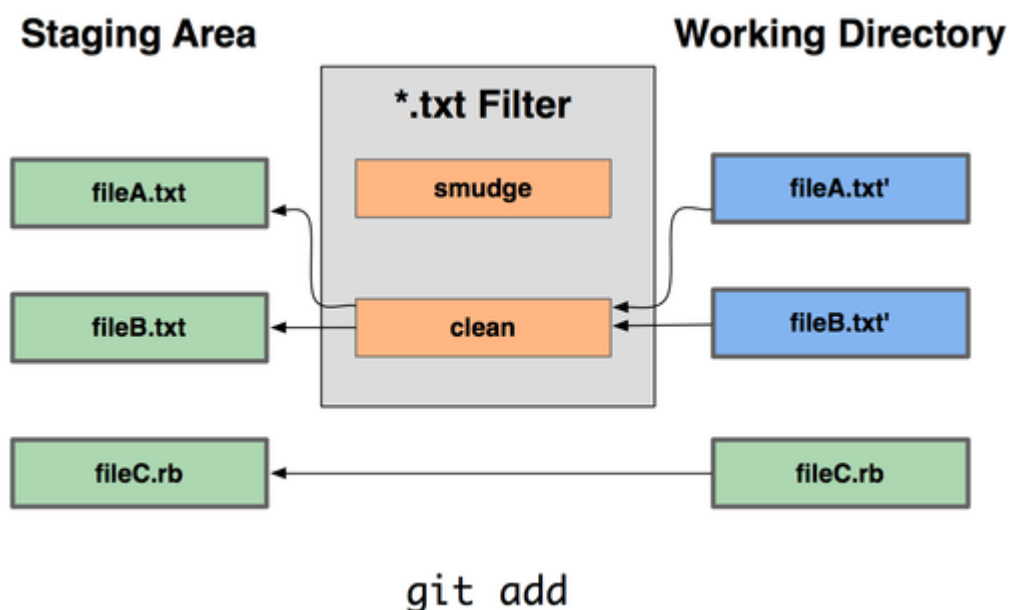 Staging Area
Working Directory
*.txt Filter
fileA.txt
smudge
fileA.txt'
fileB.txt
clean
fileB.txt'
fileC.rb
fileC.rb
git add